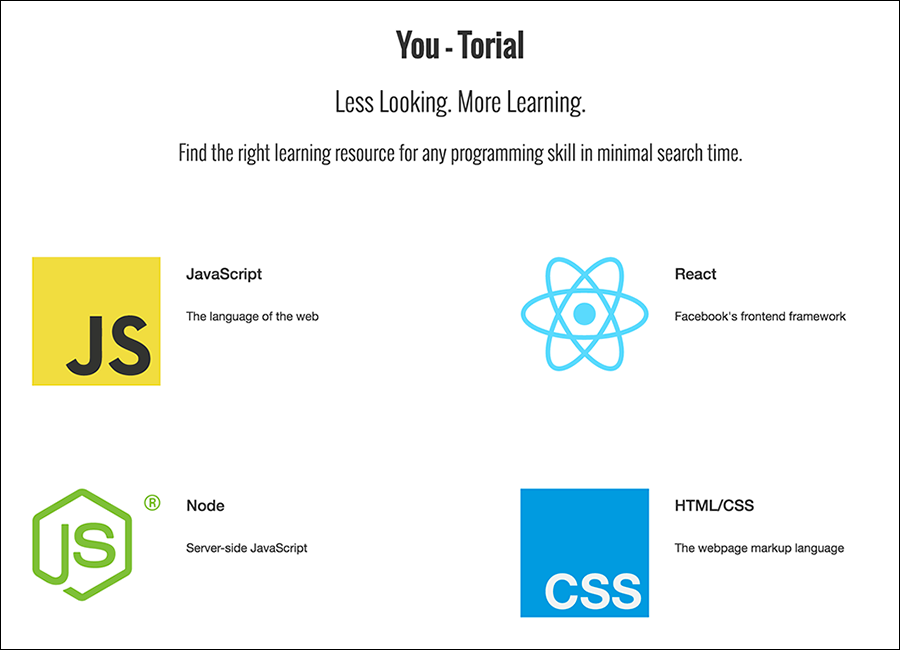 You - Torial
Less Looking. More Learning.
Find the right learning resource for any programming skill in minimal search time.
JS
JavaScript
The language of the web
React
Facebook's frontend framework
JS
®
Node
Server-side JavaScript
CSS
HTML/CSS
The webpage markup language